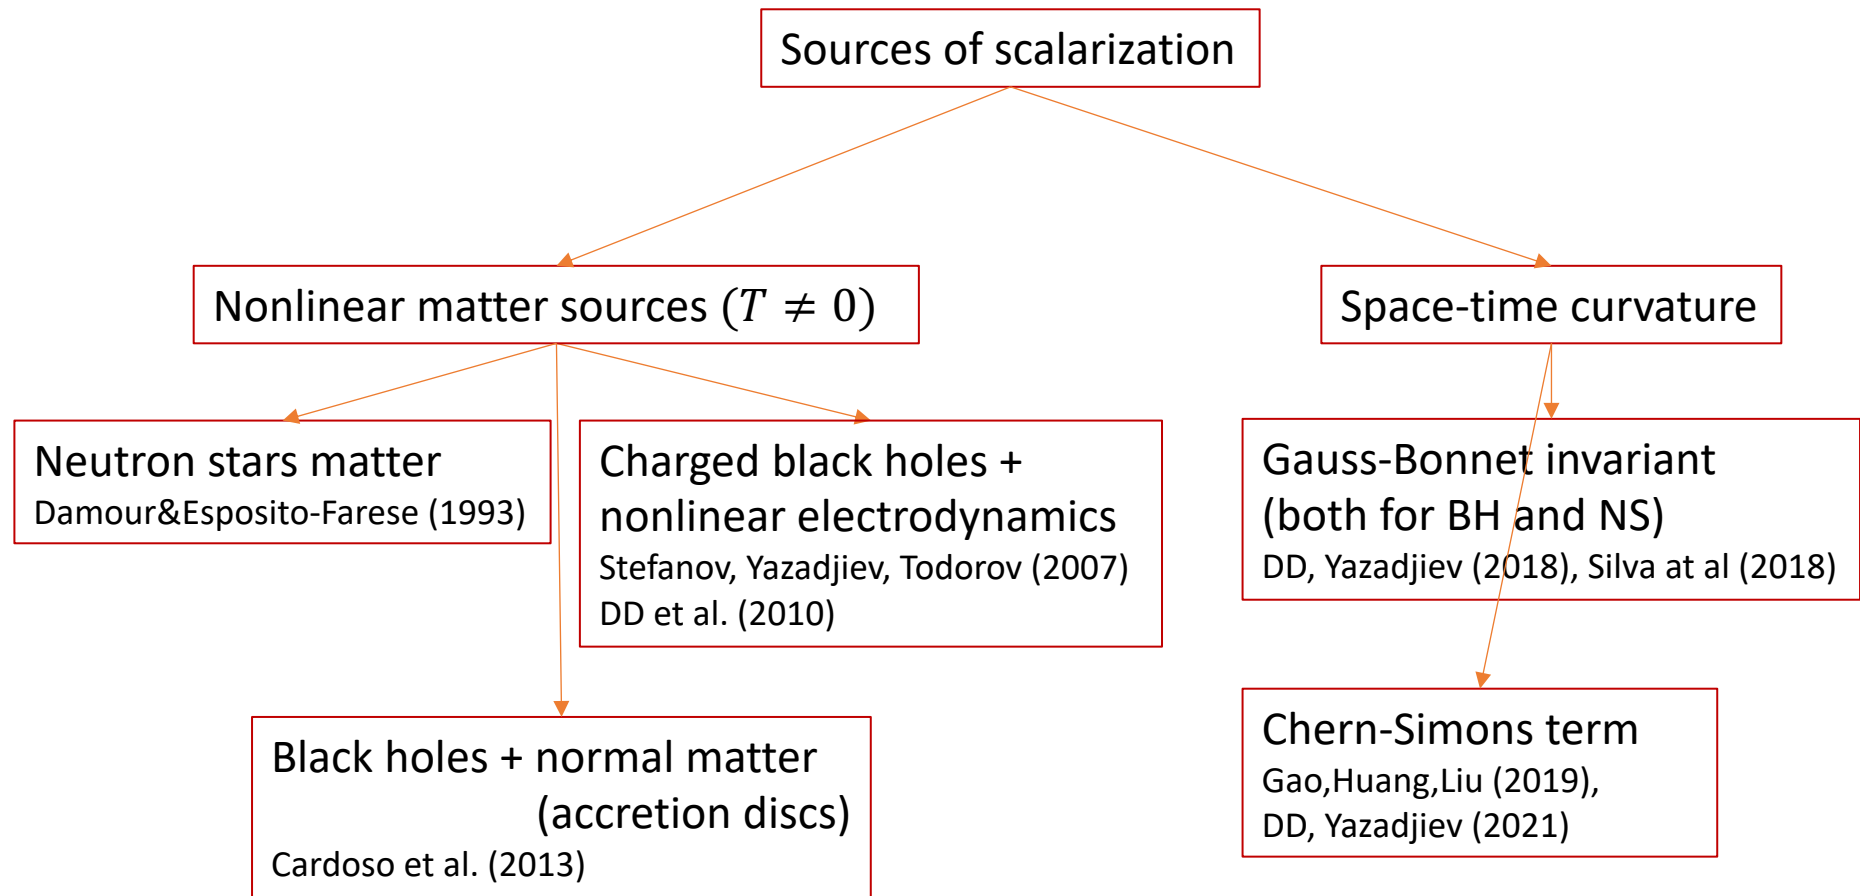 Sources of scalarization
Nonlinear matter sources (T ≠ 0)
Space-time curvature
Neutron stars matter
Damour&Esposito-Farese (1993)
Charged black holes +
nonlinear electrodynamics
Stefanov, Yazadjiev, Todorov (2007)
DD et al. (2010)
Gauss-Bonnet invariant
(both for BH and NS)
DD, Yazadjiev (2018), Silva at al (2018)
Black holes + normal matter
(accretion discs)
Cardoso et al. (2013)
Chern-Simons term
Gao,Huang,Liu (2019),
DD, Yazadjiev (2021)